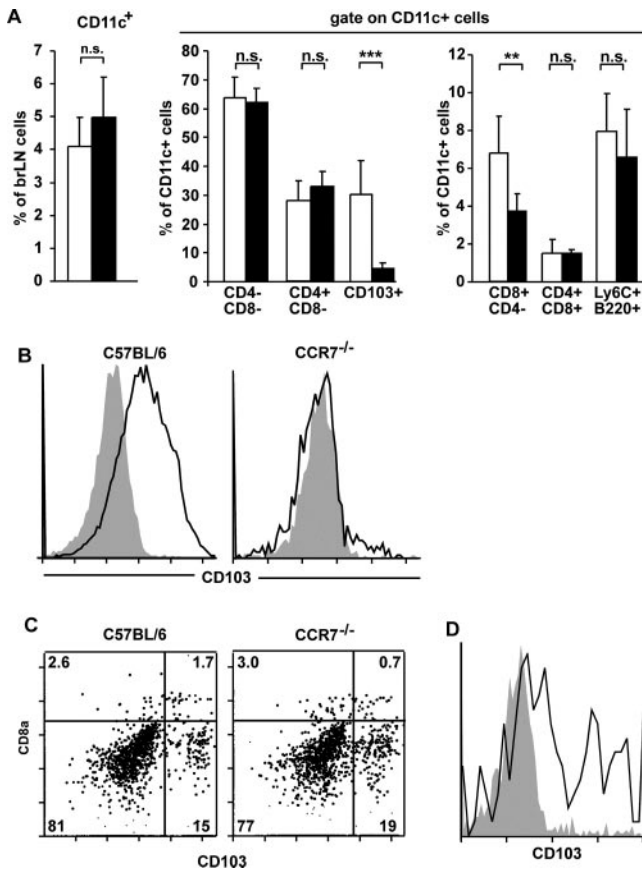 A
CD11c+
gate on CD11c+ cells
n.s.
n.s.
n.s.
***
**
n.s.
n.s.
% of brLN cells
7
6
5
4
3
2
1
0
% of CD11c+ cells
80
70
60
50
40
30
20
10
0
CD4-
CD8-
CD4+
CD8-
CD103+
% of CD11c+ cells
12
10
8
6
4
2
0
CD8+
CD4-
CD4+
CD8+
Ly6C+
B220+
B
C57BL/6
CCR7-/-
CD103
C
C57BL/6
CCR7-/-
CD8a
2.6
1.7
81
15
3.0
0.7
77
19
CD103
D
CD103